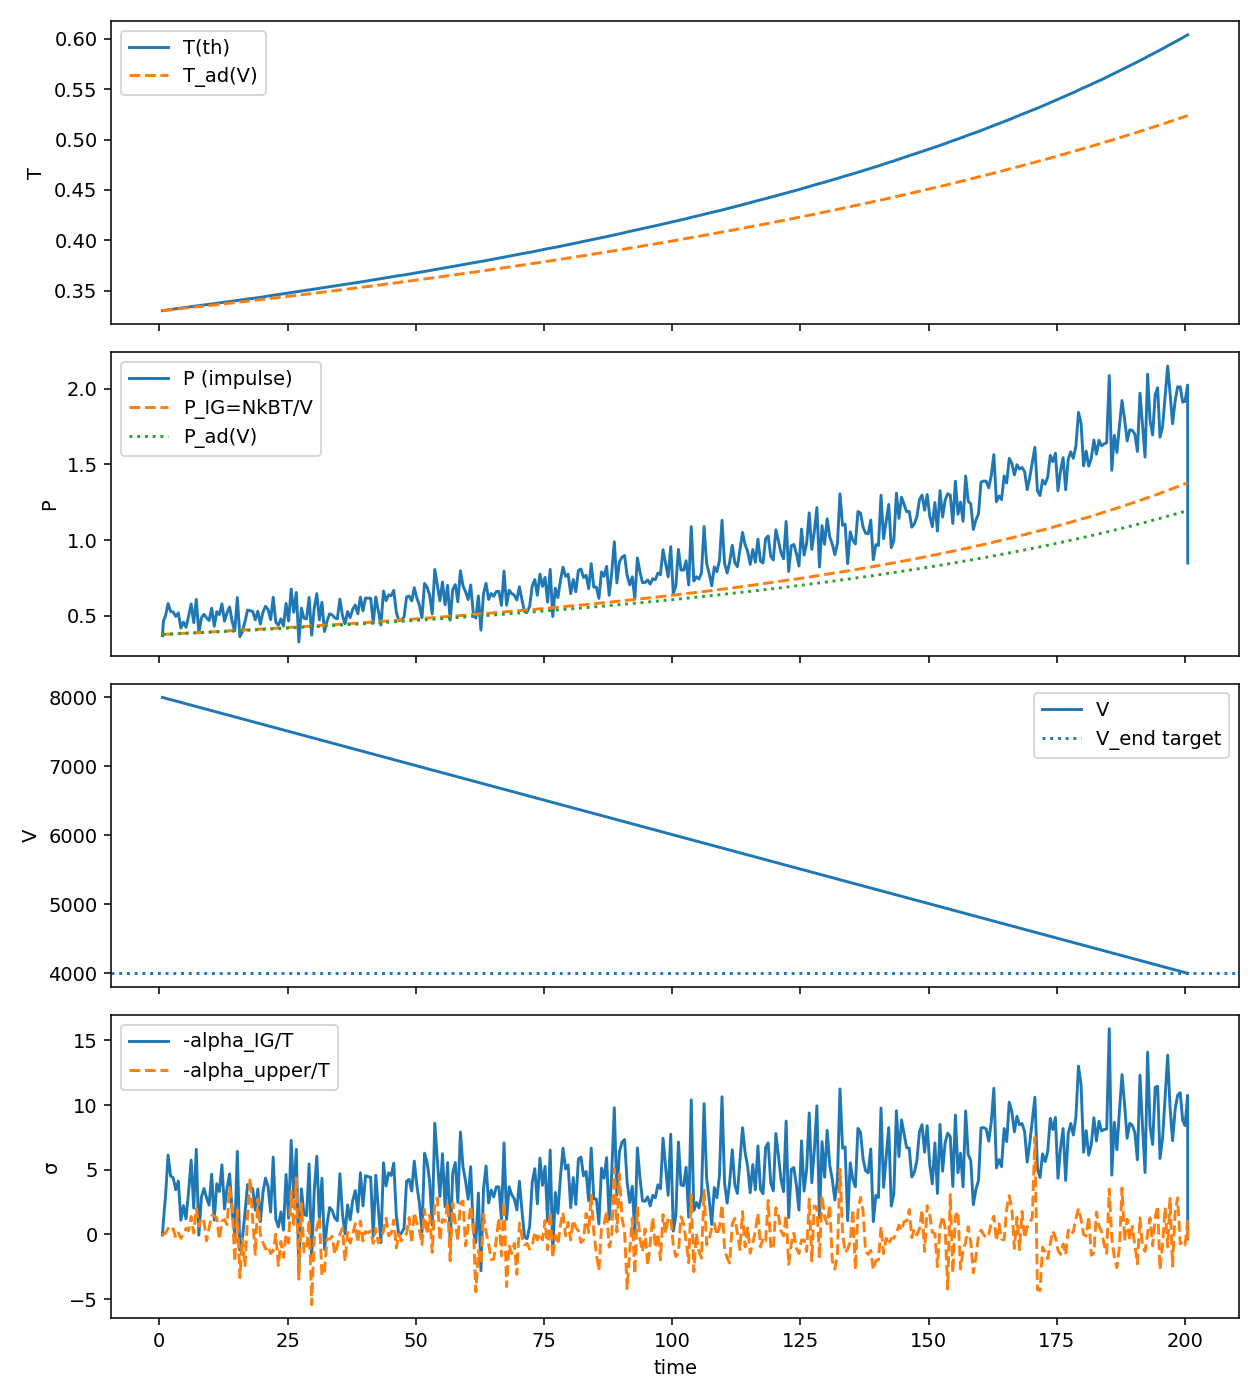 T(th)
T_ad(V)
0.60
0.55
0.50
0.45
0.40
0.35
T
P (impulse)
P_IG=NkBT/V
P_ad(V)
2.0
1.5
1.0
0.5
P
V
V_end target
8000
7000
6000
5000
4000
V
-alpha_IG/T
-alpha_upper/T
15
10
5
0
−5
σ
0 25 50 75 100 125 150 175 200
time